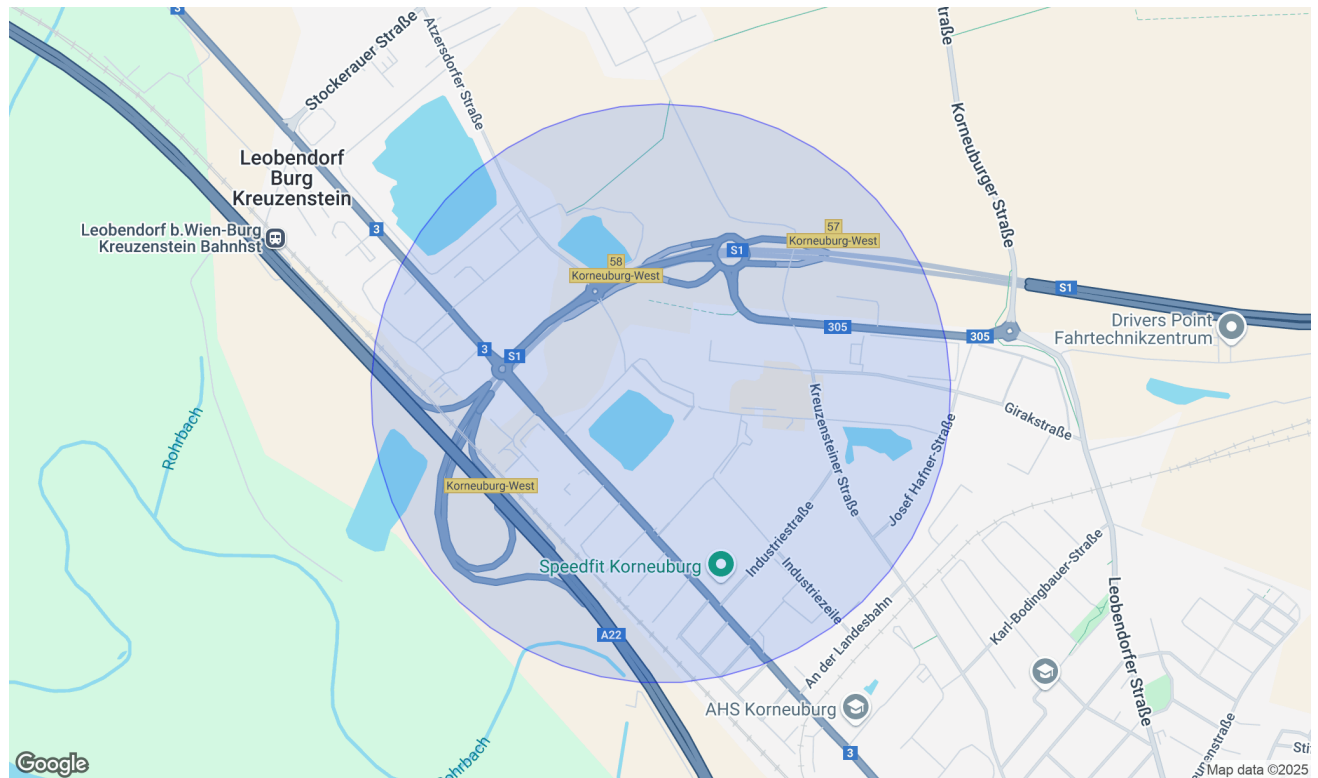 3
Stockerauer Straße
Atzersdorfer Straße
traße
Korneuburger Straße
Leobendorf
Burg
Kreuzenstein
Leobendorf b.Wien-Burg
Kreuzenstein Bahnhst
3
57
Korneuburg-West
S1
58
Korneuburg-West
S1
305
305
Drivers Point
Fahrtechnikzentrum
3
S1
Kreuzensteiner Straße
Girakstraße
Josef Hafner-Straße
Rohrbach
Korneuburg-West
Industriestraße
Speedfit Korneuburg
Industriezeile
Karl-Bodingbauer-Straße
Leobendorfer Straße
An der Landesbahn
A22
AHS Korneuburg
3
Rohrbach
unenstraße
Sti
Google
Map data ©2025